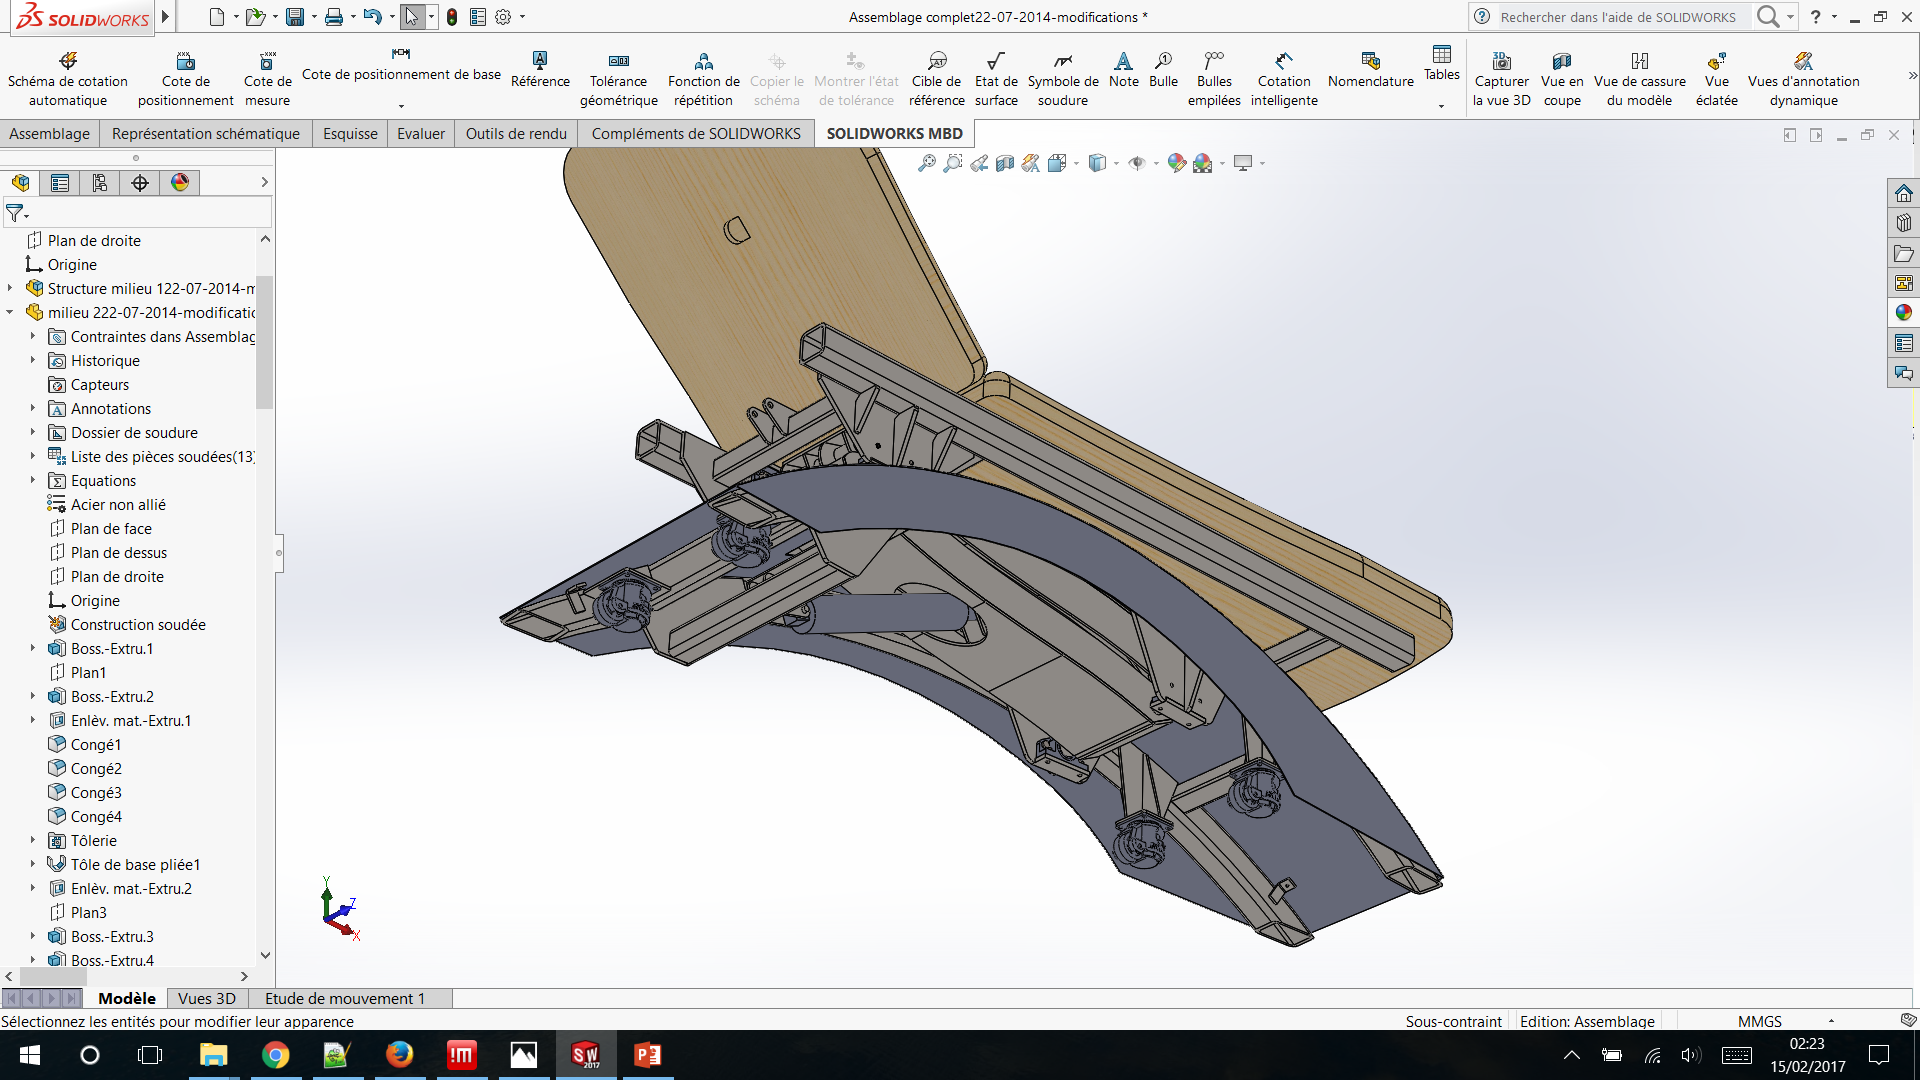 SOLIDWORKS
Assemblage complet22-07-2014-modifications *
Rechercher dans l'aide de SOLIDWORKS
Schéma de cotation
automatique
Cote de
positionnement
Cote de
mesure
Cote de positionnement de base
Référence
Tolérance
géométrique
Fonction de
répétition
Copier le
schéma
Montrer l'état
de tolérance
Cible de
référence
Etat de
surface
Symbole de
soudure
Note
Bulle
Bulles
empilées
Cotation
intelligente
Nomenclature
Tables
Capturer
la vue 3D
Vue en
coupe
Vue de cassure
du modèle
Vue
éclatée
Vues d'annotation
dynamique
Assemblage
Représentation schématique
Esquisse
Evaluer
Outils de rendu
Compléments de SOLIDWORKS
SOLIDWORKS MBD
Plan de droite
Origine
Structure milieu 122-07-2014-m
milieu 222-07-2014-modificatio
Contraintes dans Assemblag
Historique
Capteurs
Annotations
Dossier de soudure
Liste des pièces soudées(13)
Equations
Acier non allié
Plan de face
Plan de dessus
Plan de droite
Origine
Construction soudée
Boss.-Extru.1
Plan1
Boss.-Extru.2
Enlèv. mat.-Extru.1
Congé1
Congé2
Congé3
Congé4
Tôlerie
Tôle de base pliée1
Enlèv. mat.-Extru.2
Plan3
Boss.-Extru.3
Boss.-Extru.4
Y
Z
X
Modèle
Vues 3D
Etude de mouvement 1
Sélectionnez les entités pour modifier leur apparence
Sous-contraint
Edition: Assemblage
MMGS
02:23
15/02/2017